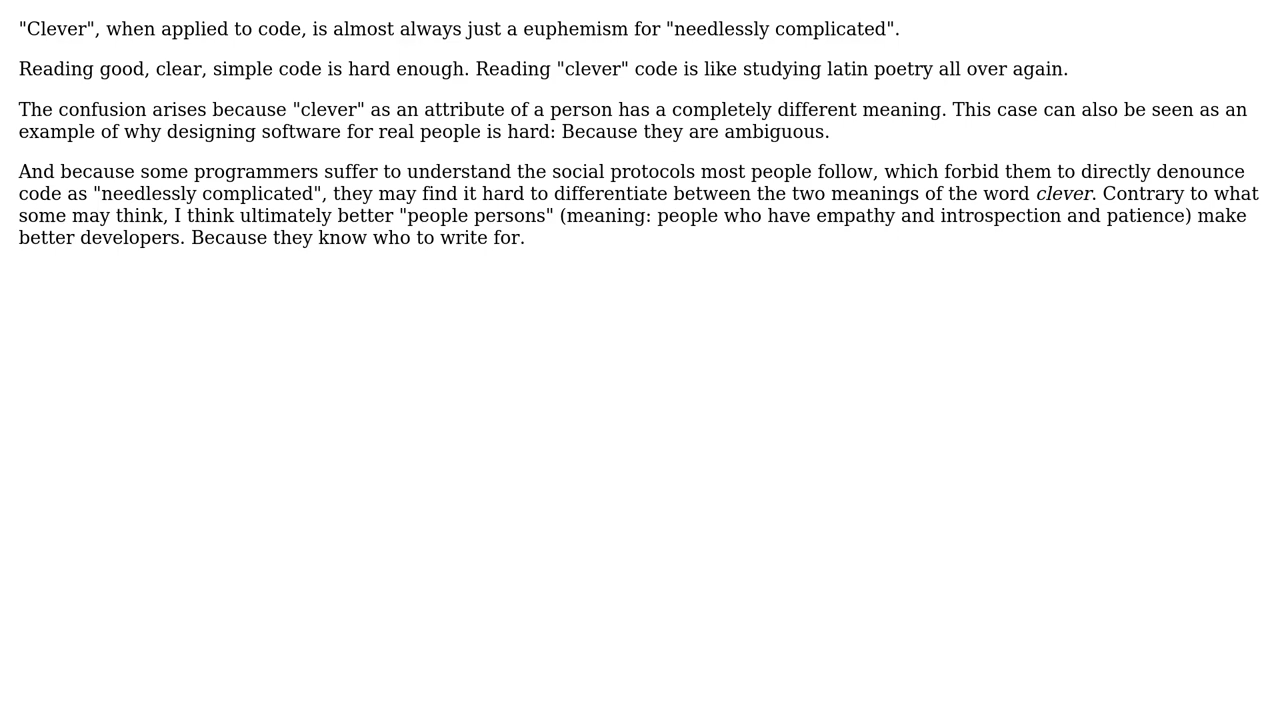 "Clever", when applied to code, is almost always just a euphemism for "needlessly complicated".
Reading good, clear, simple code is hard enough. Reading "clever" code is like studying latin poetry all over again.
The confusion arises because "clever" as an attribute of a person has a completely different meaning. This case can also be seen as an
example of why designing software for real people is hard: Because they are ambiguous.
And because some programmers suffer to understand the social protocols most people follow, which forbid them to directly denounce
code as "needlessly complicated", they may find it hard to differentiate between the two meanings of the word clever. Contrary to what
some may think, I think ultimately better "people persons" (meaning: people who have empathy and introspection and patience) make
better developers. Because they know who to write for.